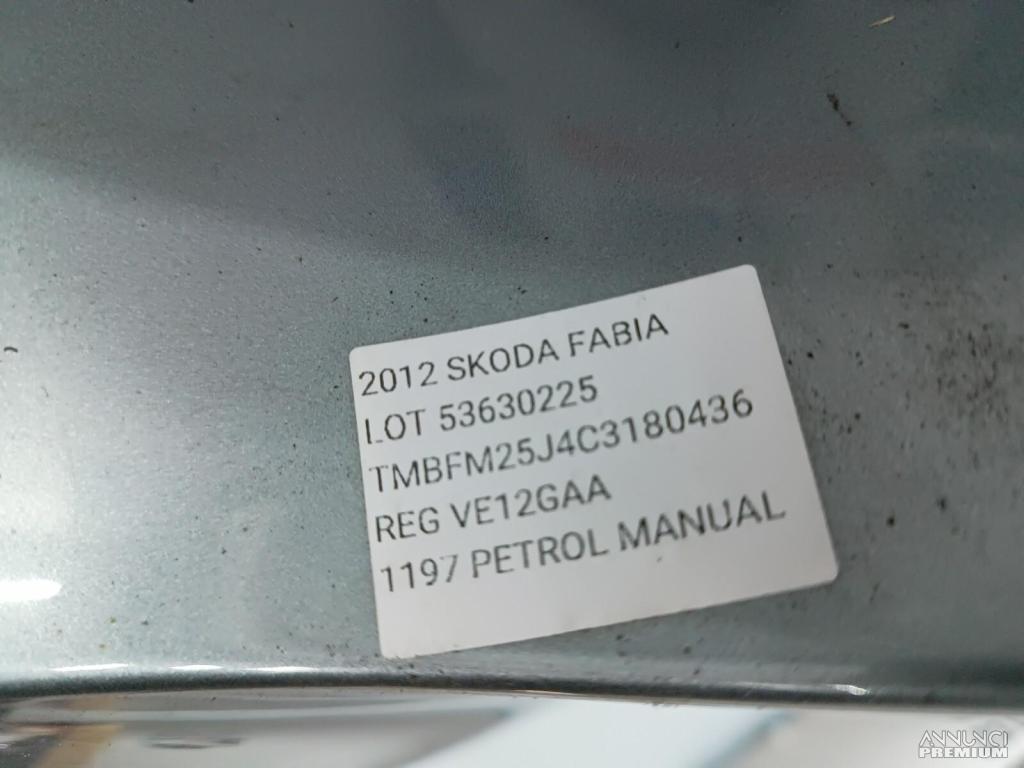 2012 SKODA FABIA
LOT 53630225
TMBFM25J4C3180436
REG VE12GAA
1197 PETROL MANUAL
ANNUNCI
PREMIUM